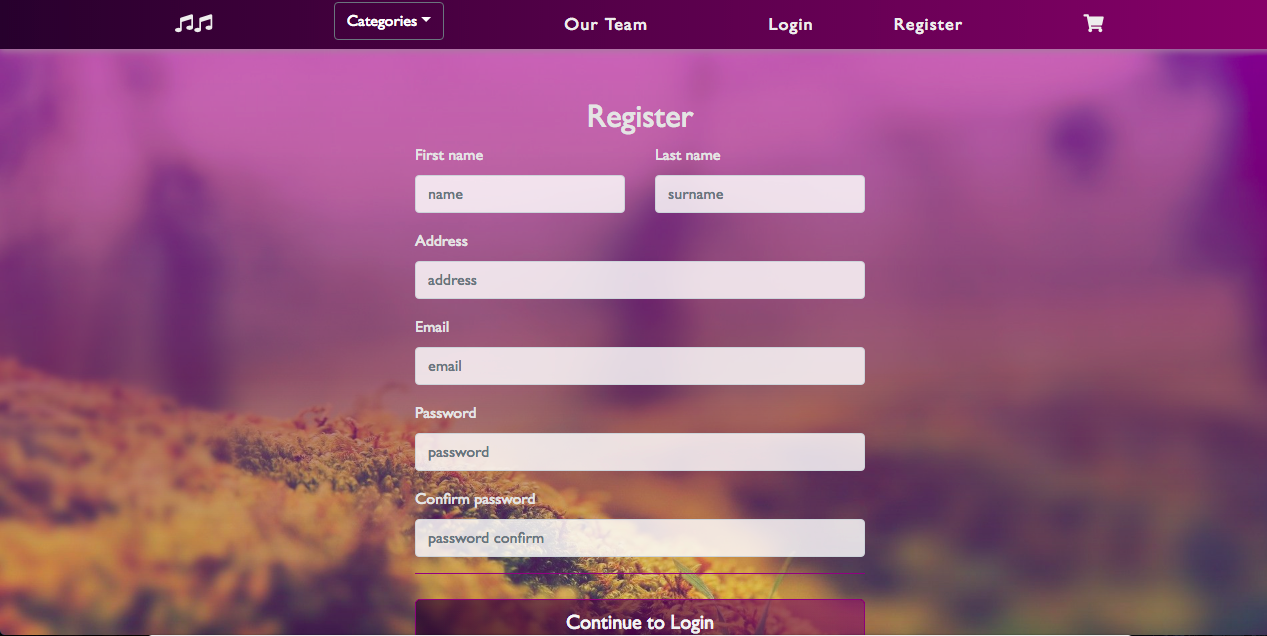 Categories Our Team Login Register
Register
First name Last name
name surname
Address
address
Email
email
Password
password
Confirm password
password confirm
Continue to Login